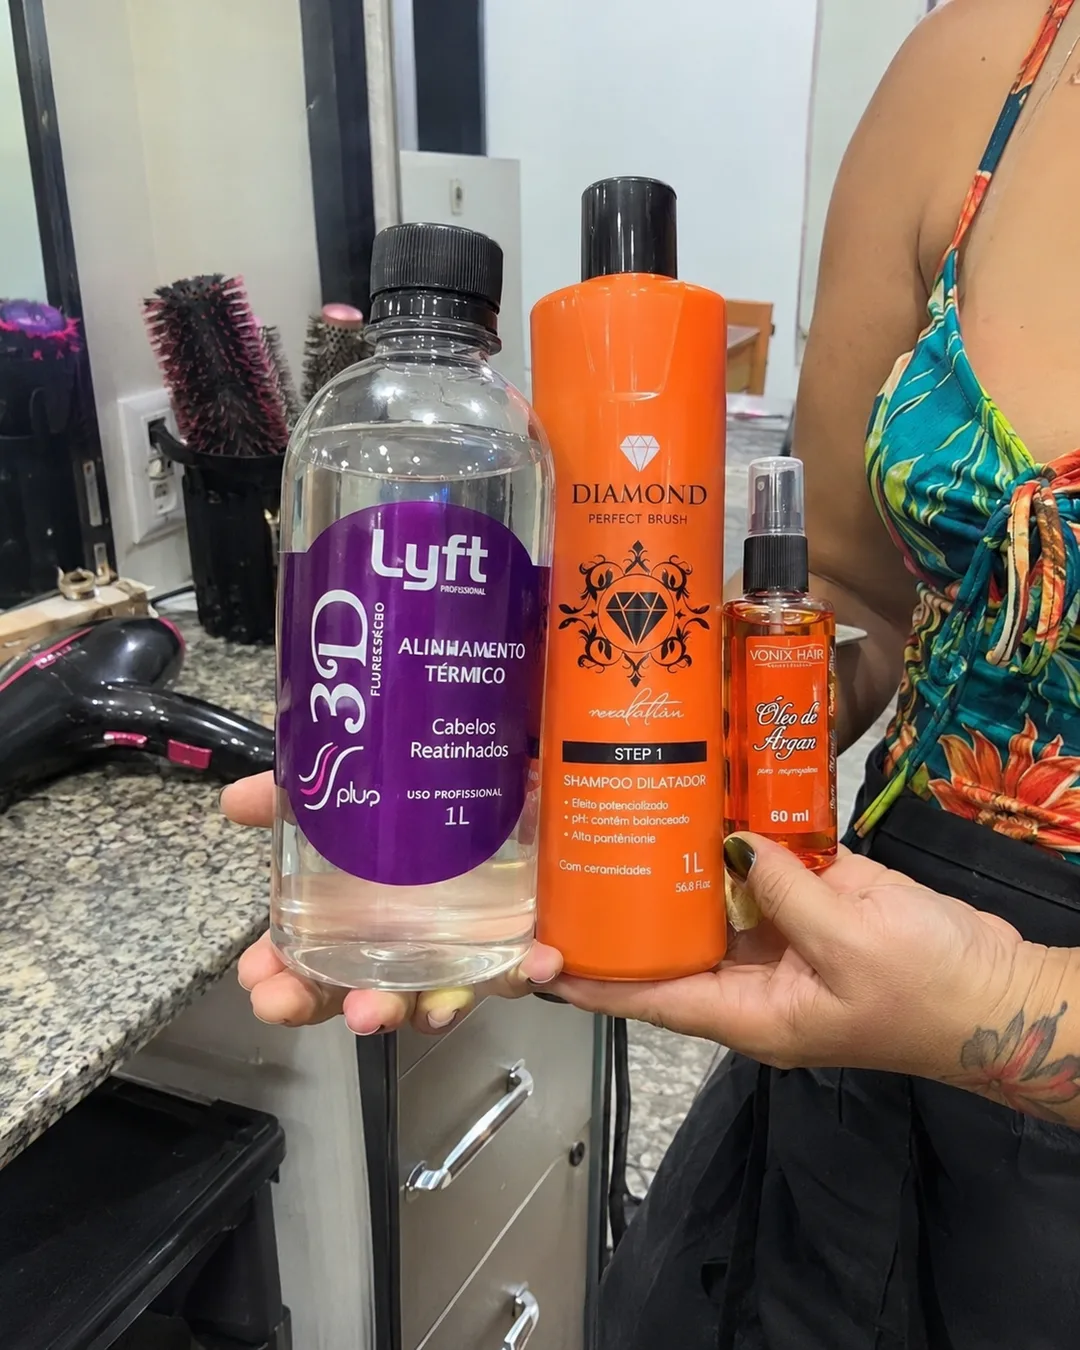 Lyft
PROFISSIONAL
3D
ALINHAMENTO
TÉRMICO
Cabelos
Reatinhados
pluo
USO PROFISSIONAL
1L
DIAMOND
PERFECT BRUSH
STEP 1
SHAMPOO DILATADOR
• Efeito potencializado
• pH: contém balanceado
• Alta pantênionie
Com ceramidades
1L
56.8 Fl.oz
VONIX HAIR
Óleo de
Argan
60 ml